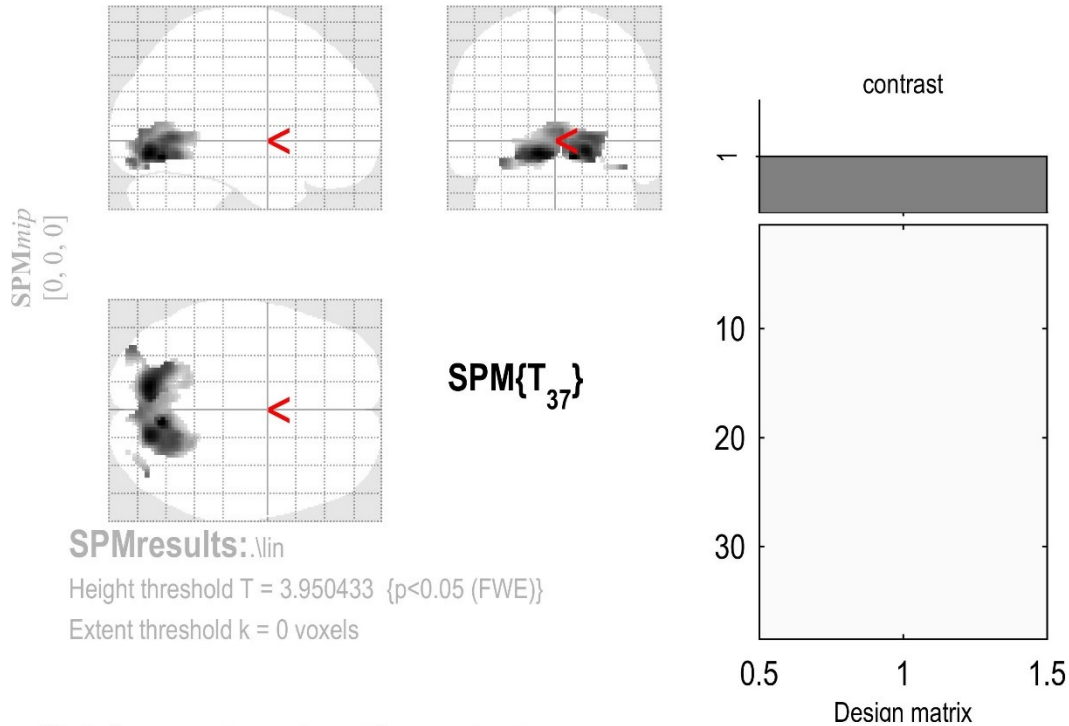 SPMmip
[0, 0, 0]
<
<
<
SPM{T37}
SPMresults:.\lin
Height threshold T = 3.950433 {p<0.05 (FWE)}
Extent threshold k = 0 voxels
contrast
1
1
10
20
30
0.5 1 1.5
Design matrix